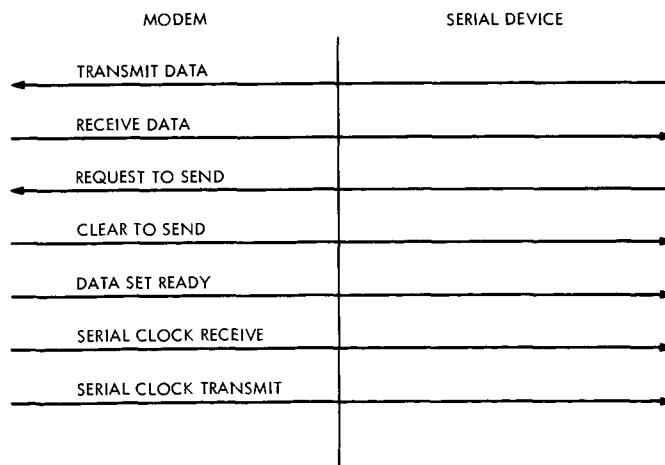 MODEM SERIAL DEVICE
TRANSMIT DATA
RECEIVE DATA
REQUEST TO SEND
CLEAR TO SEND
DATA SET READY
SERIAL CLOCK RECEIVE
SERIAL CLOCK TRANSMIT